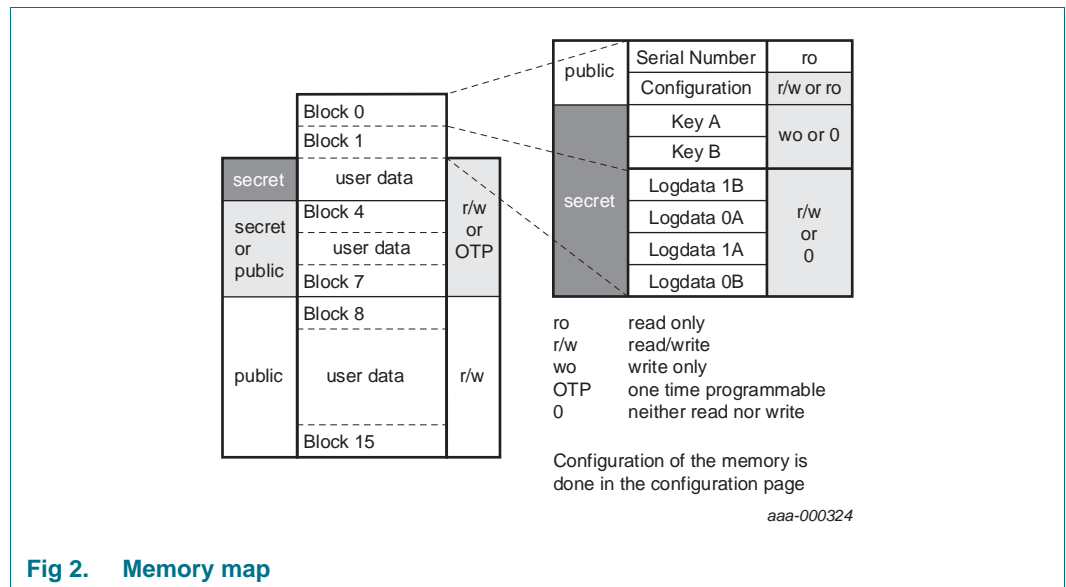 Block 0
Block 1
secret
user data
secret
or
public
Block 4
user data
Block 7
r/w
or
OTP
public
Block 8
user data
Block 15
r/w
public
Serial Number
ro
Configuration
r/w or ro
secret
Key A
Key B
wo or 0
Logdata 1B
Logdata 0A
Logdata 1A
Logdata 0B
r/w
or
0
ro read only
r/w read/write
wo write only
OTP one time programmable
0 neither read nor write
Configuration of the memory is
done in the configuration page
aaa-000324
Fig 2. Memory map